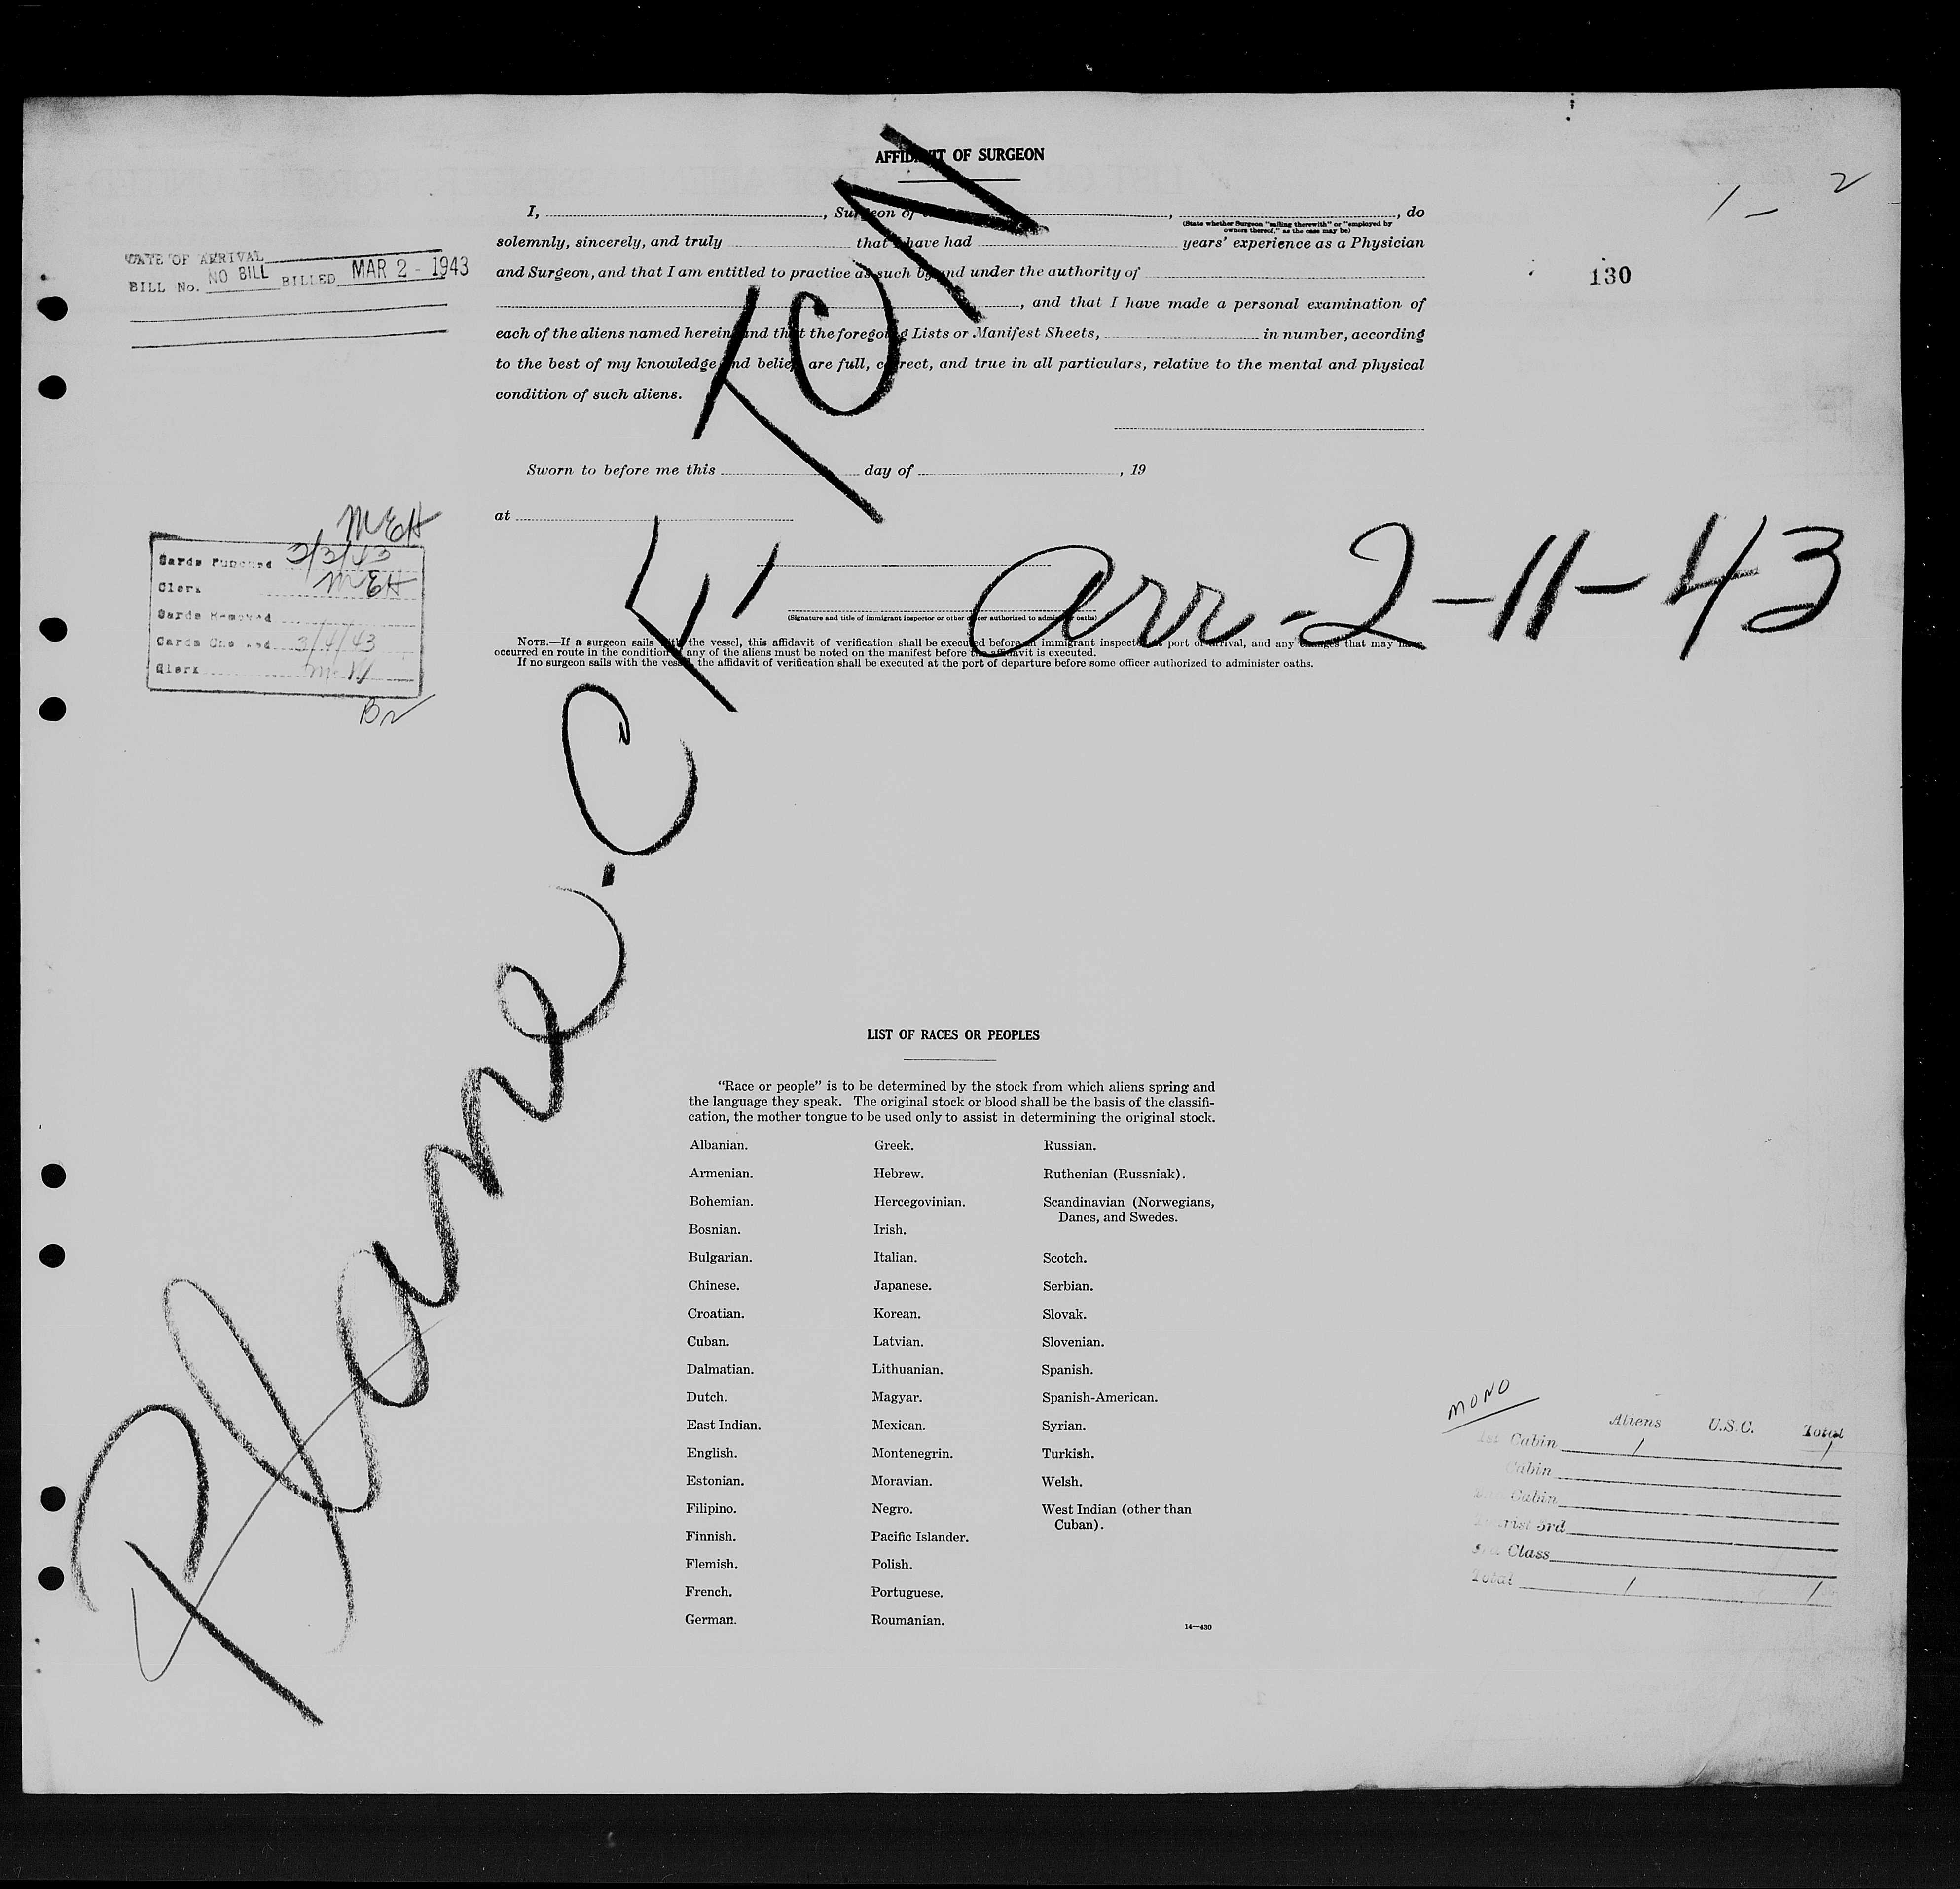 AFFIDAVIT OF SURGEON
1 - 2
I, , Surgeon of , , do
(State whether Surgeon "sailing therewith" or "employed by
owners thereof," as the case may be)
solemnly, sincerely, and truly that I have had years' experience as a Physician
and Surgeon, and that I am entitled to practice as such by and under the authority of
, and that I have made a personal examination of
each of the aliens named herein and that the foregoing Lists or Manifest Sheets, in number, according
to the best of my knowledge and belief, are full, correct, and true in all particulars, relative to the mental and physical
condition of such aliens.
Sworn to before me this day of , 19
at
(Signature and title of immigrant inspector or other officer authorized to administer oaths)
NOTE.—If a surgeon sails with the vessel, this affidavit of verification shall be executed before an immigrant inspector at port of arrival, and any changes that may have
occurred en route in the condition of any of the aliens must be noted on the manifest before the affidavit is executed.
If no surgeon sails with the vessel, the affidavit of verification shall be executed at the port of departure before some officer authorized to administer oaths.
DATE OF ARRIVAL
BILL No. NO BILL BILLED MAR 2 - 1943
130
MEH
Cards Punched 3/3/43
Clerk MEH
Cards
Cards 3/4/43
Clerk
Plane - CLIFTON
arr - 2-11-43
LIST OF RACES OR PEOPLES
"Race or people" is to be determined by the stock from which aliens spring and
the language they speak. The original stock or blood shall be the basis of the classifi-
cation, the mother tongue to be used only to assist in determining the original stock.
Albanian.
Armenian.
Bohemian.
Bosnian.
Bulgarian.
Chinese.
Croatian.
Cuban.
Dalmatian.
Dutch.
East Indian.
English.
Estonian.
Filipino.
Finnish.
Flemish.
French.
German.
Greek.
Hebrew.
Hercegovinian.
Irish.
Italian.
Japanese.
Korean.
Latvian.
Lithuanian.
Magyar.
Mexican.
Montenegrin.
Moravian.
Negro.
Pacific Islander.
Polish.
Portuguese.
Roumanian.
Russian.
Ruthenian (Russniak).
Scandinavian (Norwegians,
Danes, and Swedes.
Scotch.
Serbian.
Slovak.
Slovenian.
Spanish.
Spanish-American.
Syrian.
Turkish.
Welsh.
West Indian (other than
Cuban).
14—430
MONO
Aliens U.S.C. Total
1st Cabin 1 1
Cabin
Cabin
3rd
Class
Total 1 1